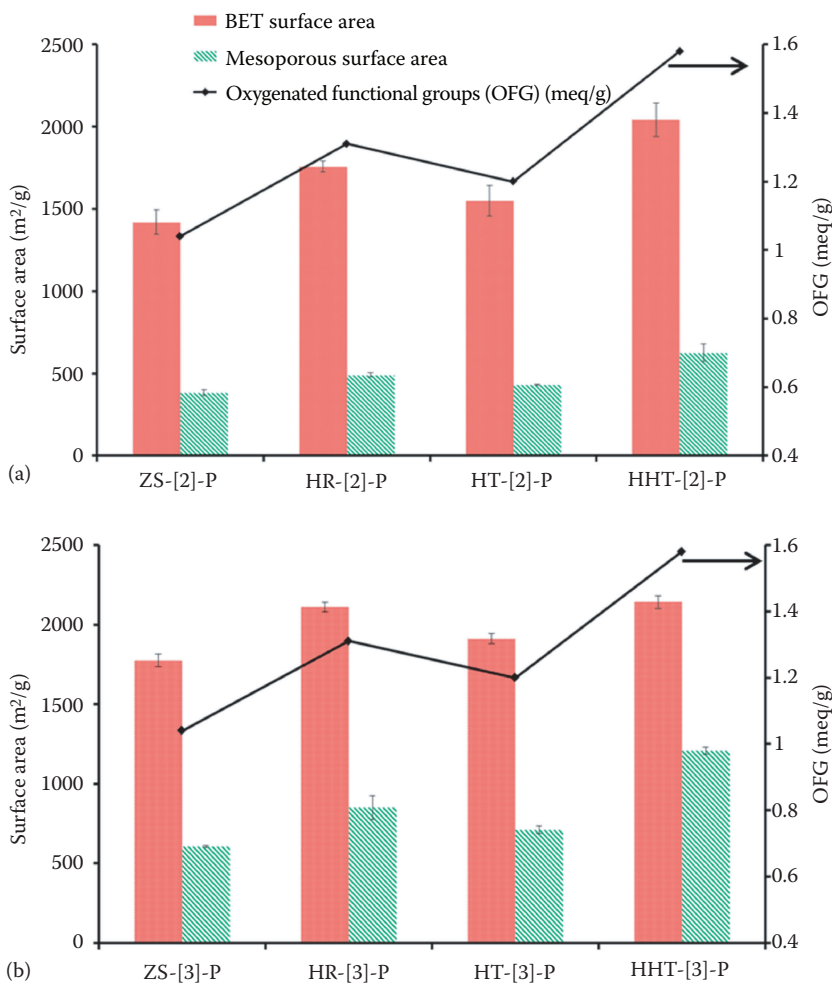 BET surface area
Mesoporous surface area
Oxygenated functional groups (OFG) (meq/g)
2500
2000
1500
1000
500
0
Surface area (m²/g)
1.6
1.4
1.2
1
0.8
0.6
0.4
OFG (meq/g)
(a)
ZS-[2]-P HR-[2]-P HT-[2]-P HHT-[2]-P
2500
2000
1500
1000
500
0
Surface area (m²/g)
1.6
1.4
1.2
1
0.8
0.6
0.4
OFG (meq/g)
(b)
ZS-[3]-P HR-[3]-P HT-[3]-P HHT-[3]-P